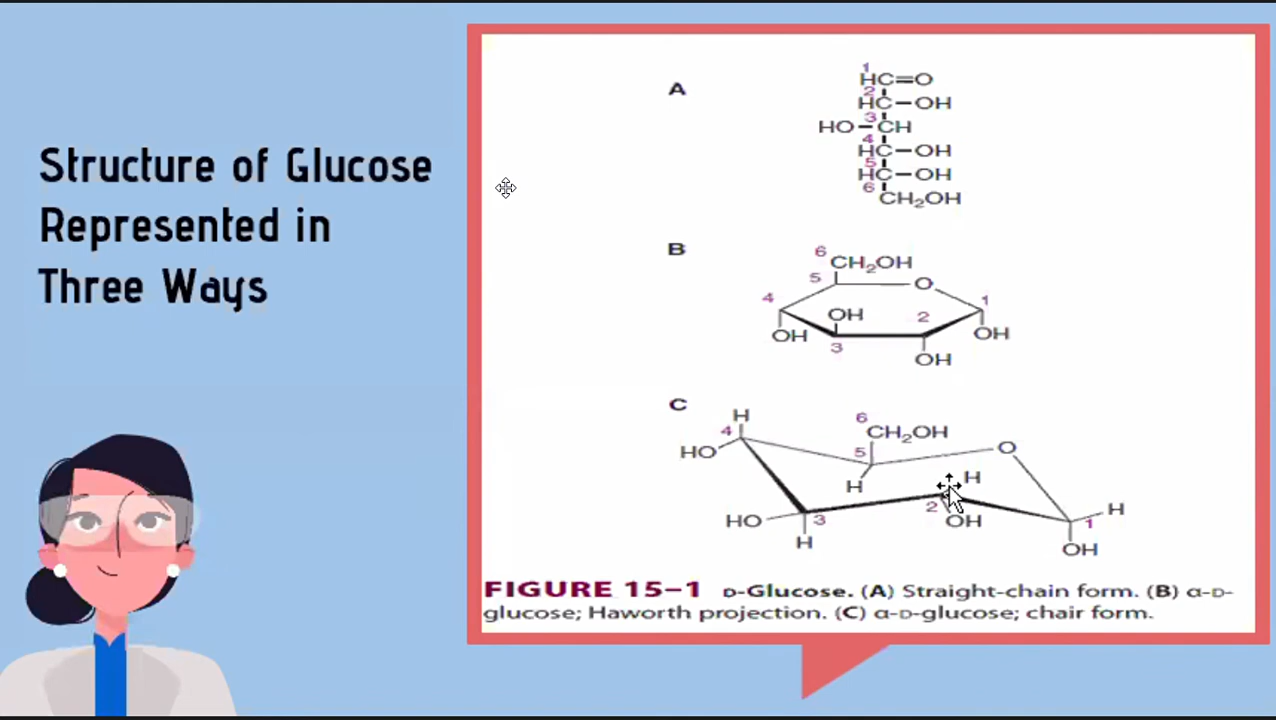 Structure of Glucose
Represented in
Three Ways
A
1
HC=O
2
HC–OH
3
HO–CH
4
HC–OH
5
HC–OH
6
CH₂OH
B
6
CH₂OH
5
O
4
1
OH
2
OH
OH
3
OH
C
H
6
4
CH₂OH
HO
5
O
H
H
2
H
HO
3
OH
1
H
OH
FIGURE 15–1 D-Glucose. (A) Straight-chain form. (B) α-D-
glucose; Haworth projection. (C) α-D-glucose; chair form.